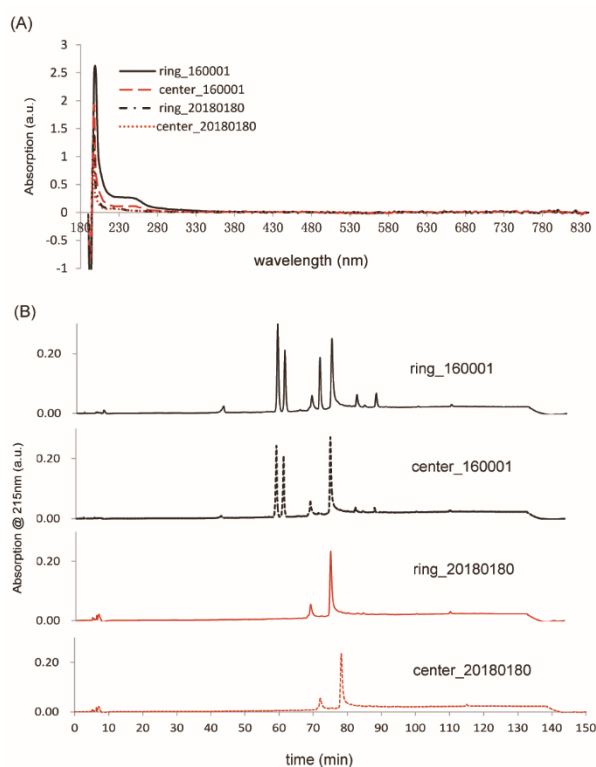 (A)
3
2.5
2
1.5
1
0.5
0
-0.5
-1
Absorption (a.u.)
ring_160001
center_160001
ring_20180180
center_20180180
180 230 280 330 380 430 480 530 580 630 680 730 780 830
wavelength (nm)
(B)
Absorption @ 215nm (a.u.)
0.20
ring_160001
0.00
0.20
center_160001
0.00
0.20
ring_20180180
0.00
0.20
center_20180180
0.00
0 10 20 30 40 50 60 70 80 90 100 110 120 130 140 150
time (min)